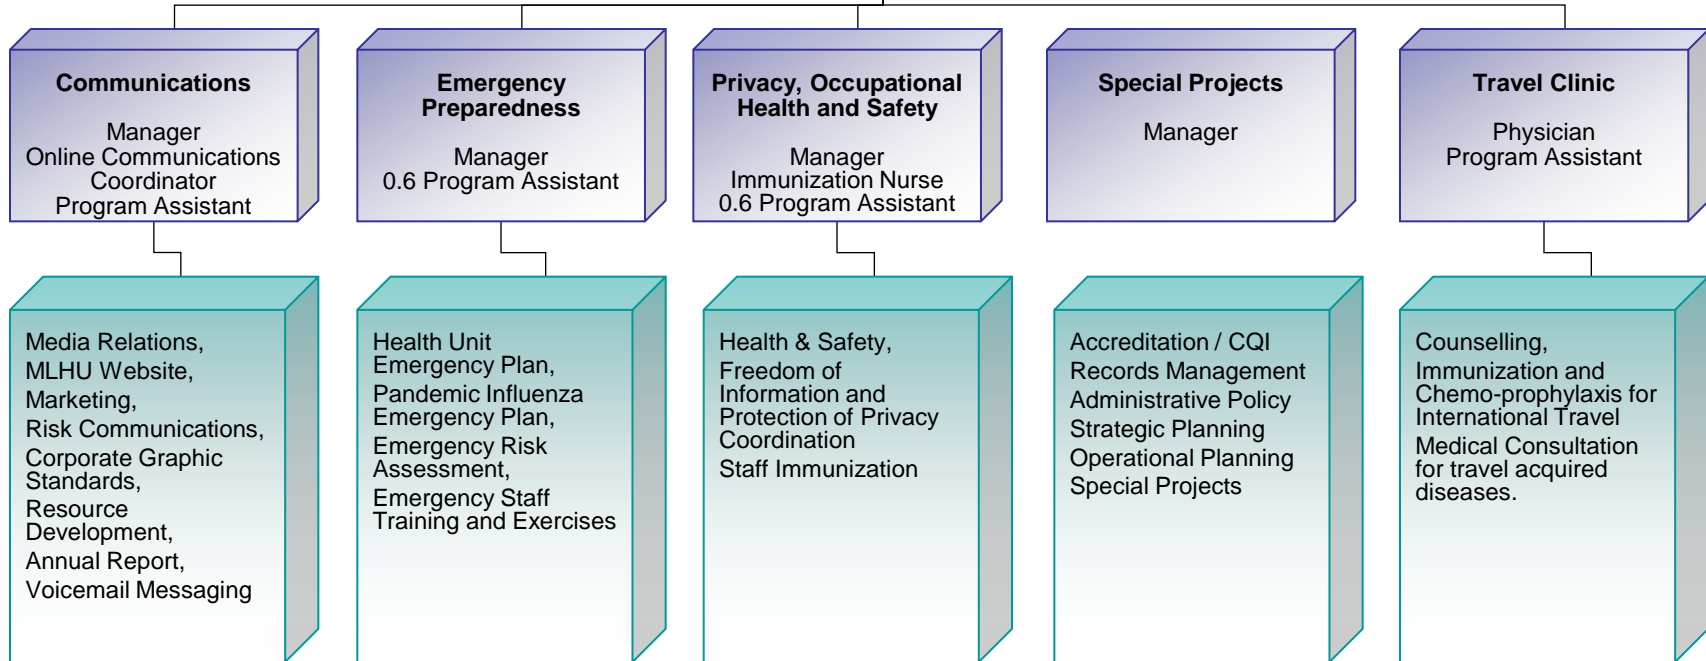 Communications
Manager
Online Communications
Coordinator
Program Assistant
Emergency
Preparedness
Manager
0.6 Program Assistant
Privacy, Occupational
Health and Safety
Manager
Immunization Nurse
0.6 Program Assistant
Special Projects
Manager
Travel Clinic
Physician
Program Assistant
Media Relations,
MLHU Website,
Marketing,
Risk Communications,
Corporate Graphic
Standards,
Resource
Development,
Annual Report,
Voicemail Messaging
Health Unit
Emergency Plan,
Pandemic Influenza
Emergency Plan,
Emergency Risk
Assessment,
Emergency Staff
Training and Exercises
Health & Safety,
Freedom of
Information and
Protection of Privacy
Coordination
Staff Immunization
Accreditation / CQI
Records Management
Administrative Policy
Strategic Planning
Operational Planning
Special Projects
Counselling,
Immunization and
Chemo-prophylaxis for
International Travel
Medical Consultation
for travel acquired
diseases.